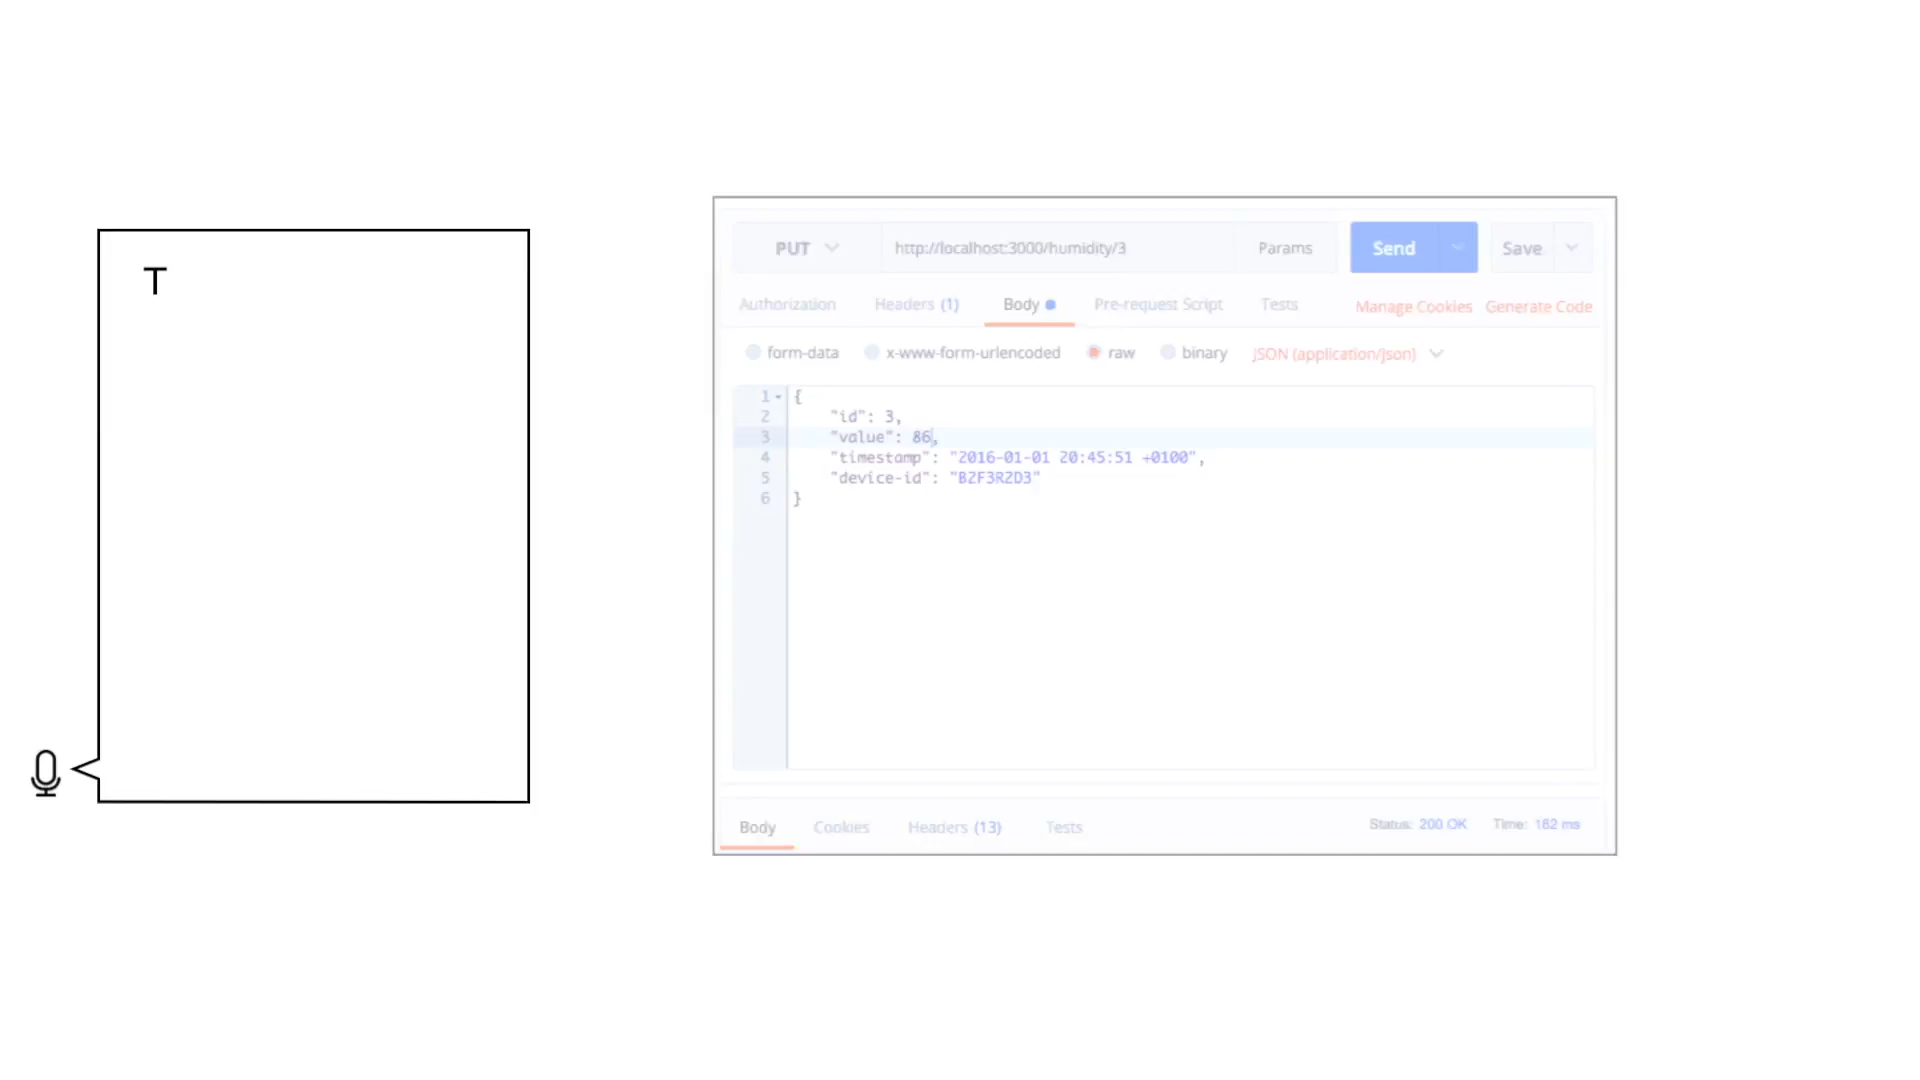 T
PUT http://localhost:3000/humidity/3 Params Send Save
Authorization Headers (1) Body Pre-request Script Tests Manage Cookies Generate Code
form-data x-www-form-urlencoded raw binary JSON (application/json)
1 {
2 "id": 3,
3 "value": 86,
4 "timestamp": "2016-01-01 20:45:51 +0100",
5 "device-id": "BZF3RZD3"
6 }
Body Cookies Headers (13) Tests Status: 200 OK Time: 162 ms